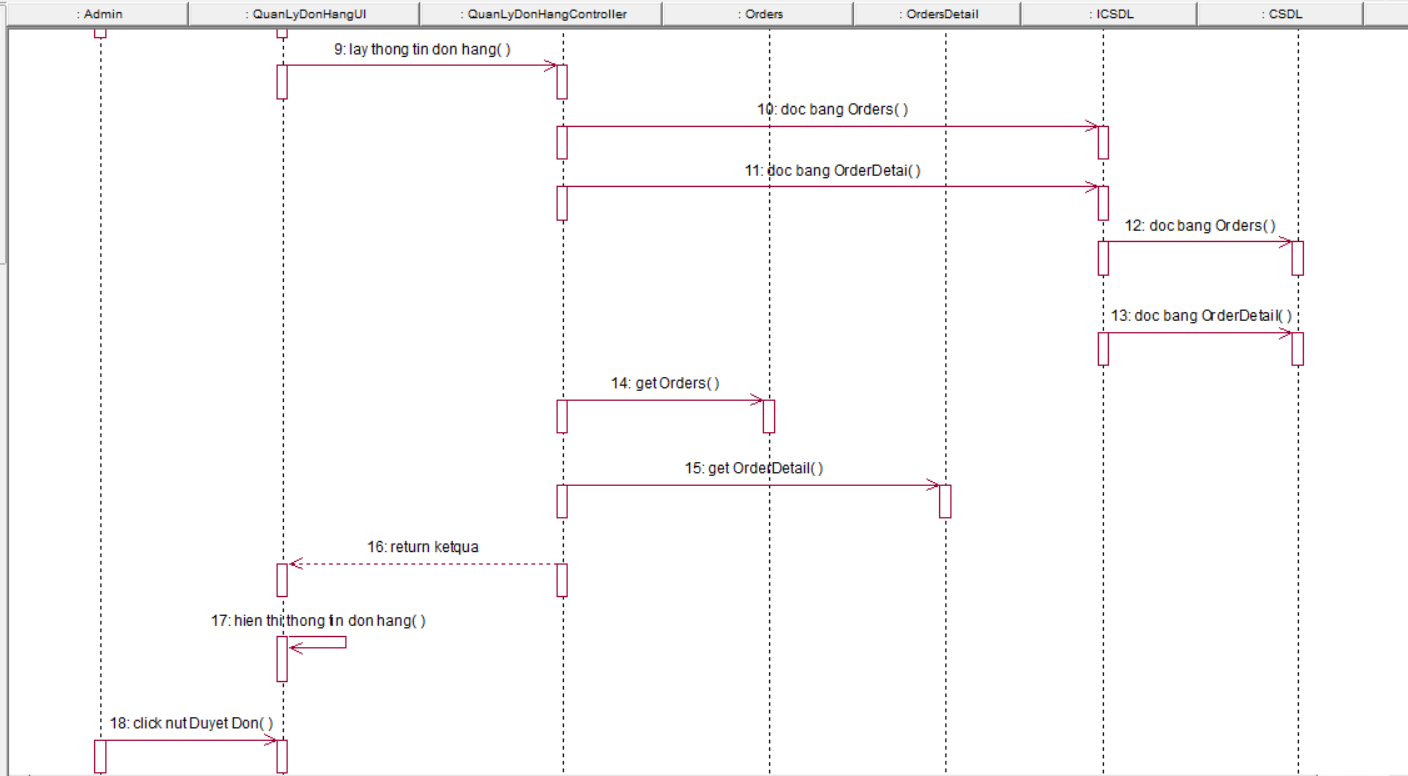 : Admin
: QuanLyDonHangUI
: QuanLyDonHangController
: Orders
: OrdersDetail
: ICSDL
: CSDL
9: lay thong tin don hang( )
10: doc bang Orders( )
11: doc bang OrderDetai( )
12: doc bang Orders( )
13: doc bang OrderDetail( )
14: get Orders( )
15: get OrderDetail( )
16: return ketqua
17: hien thi thong tin don hang( )
18: click nut Duyet Don( )